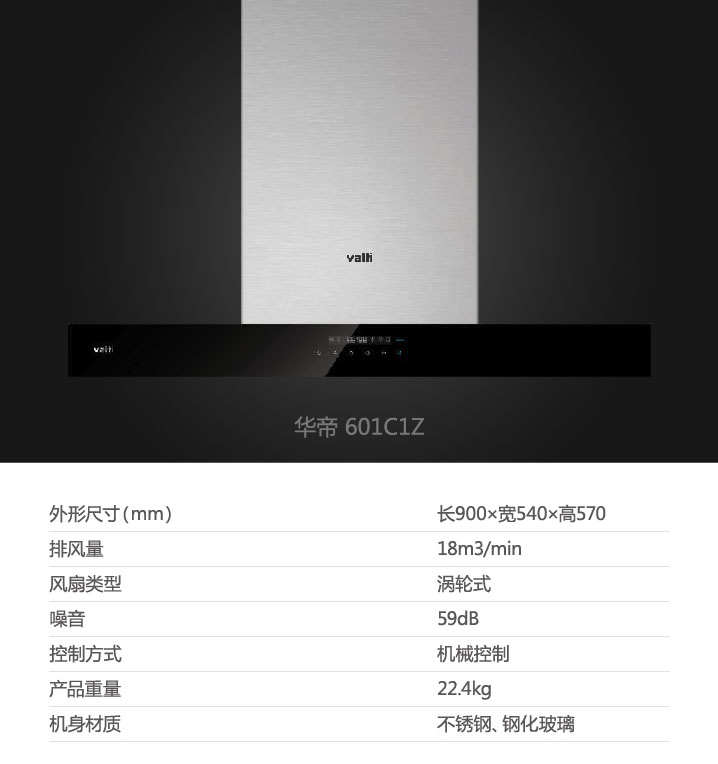 valli
valli
华帝 601C1Z
外形尺寸(mm) 长900×宽540×高570
排风量 18m3/min
风扇类型 涡轮式
噪音 59dB
控制方式 机械控制
产品重量 22.4kg
机身材质 不锈钢、钢化玻璃